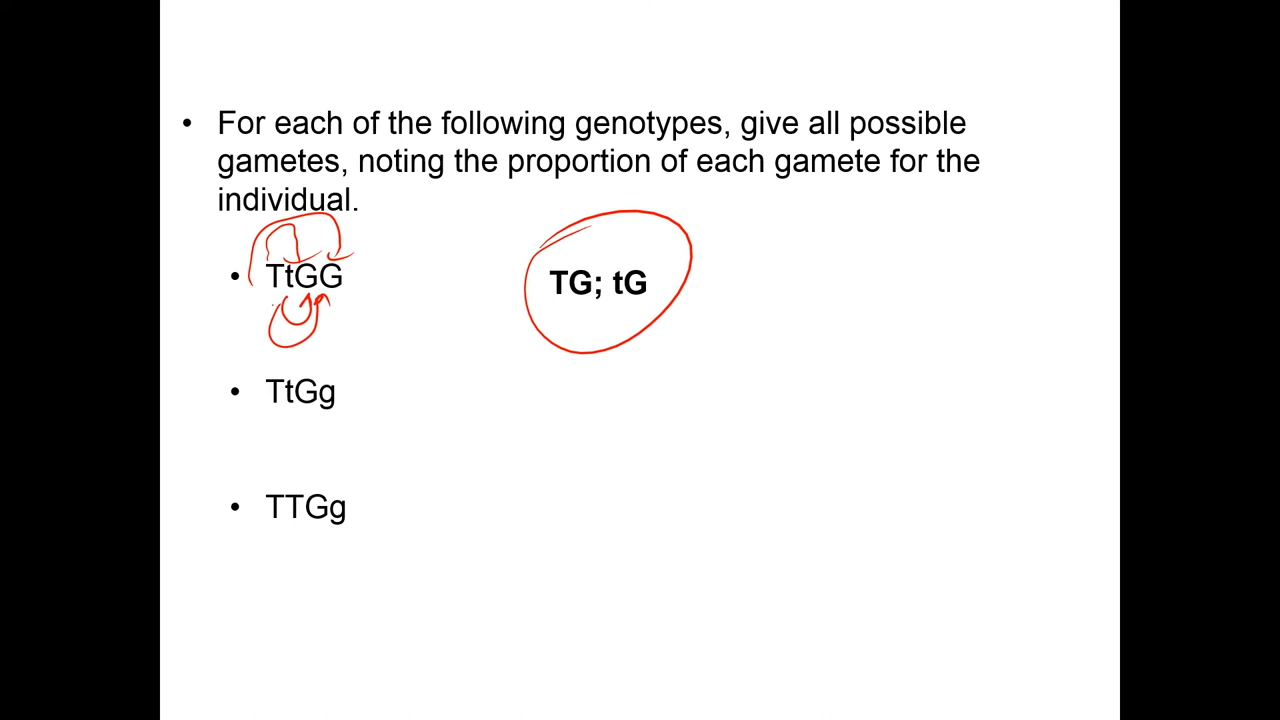 • For each of the following genotypes, give all possible
gametes, noting the proportion of each gamete for the
individual.
• TtGG
TG; tG
• TtGg
• TTGg